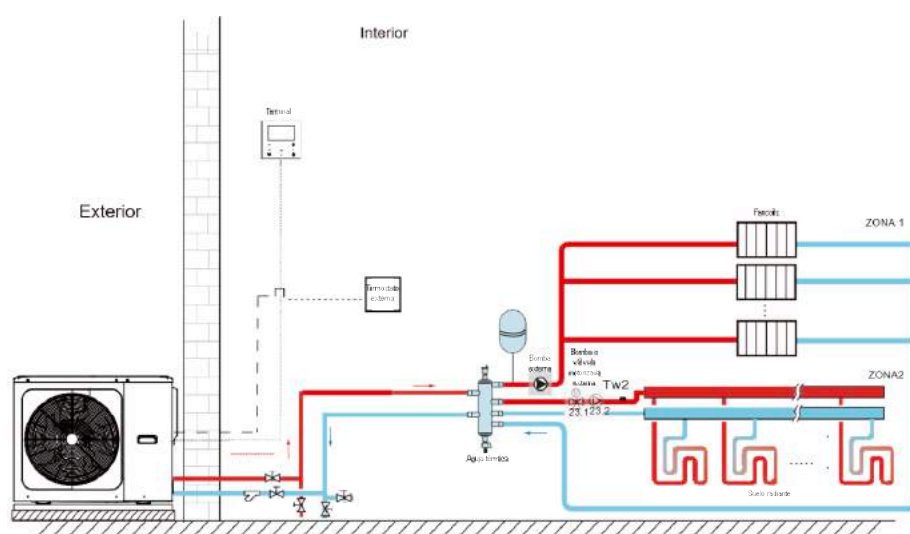 Interior
Terminal
Exterior
Fancoils
ZONA 1
Termostato
externo
Bomba
externa
Bomba o
válvula
externa
Tw2
ZONA2
23.1
23.2
Aguja térmica
Suelo radiante